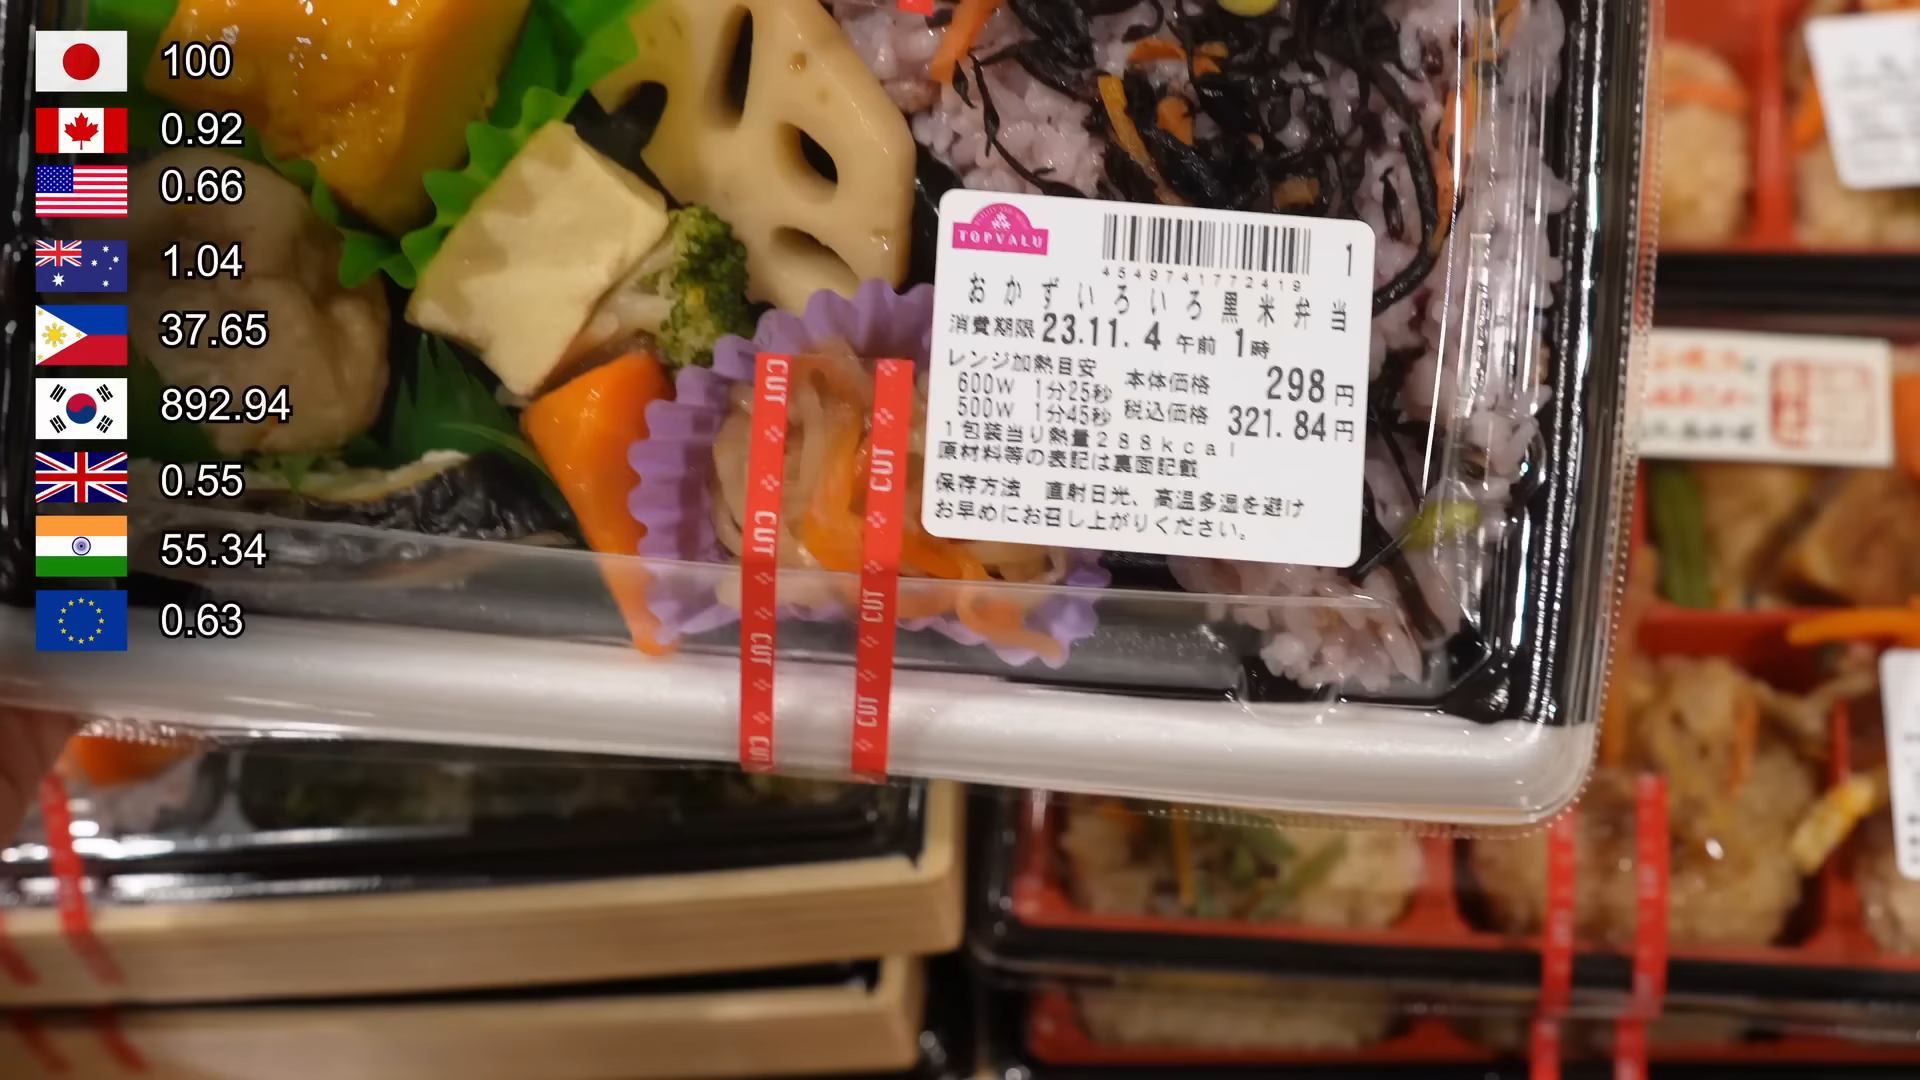 100
0.92
0.66
1.04
37.65
892.94
0.55
55.34
0.63
TOPVALU
1
4549741772419
おかずいろいろ黒米弁当
消費期限 23.11. 4 午前 1時
レンジ加熱目安
600W 1分25秒 本体価格 298円
500W 1分45秒 税込価格 321.84円
1包装当り熱量288kcal
原材料等の表記は裏面記載
保存方法 直射日光、高温多湿を避け
お早めにお召し上がりください。
CUT
CUT
CUT
CUT
CUT
CUT
CUT